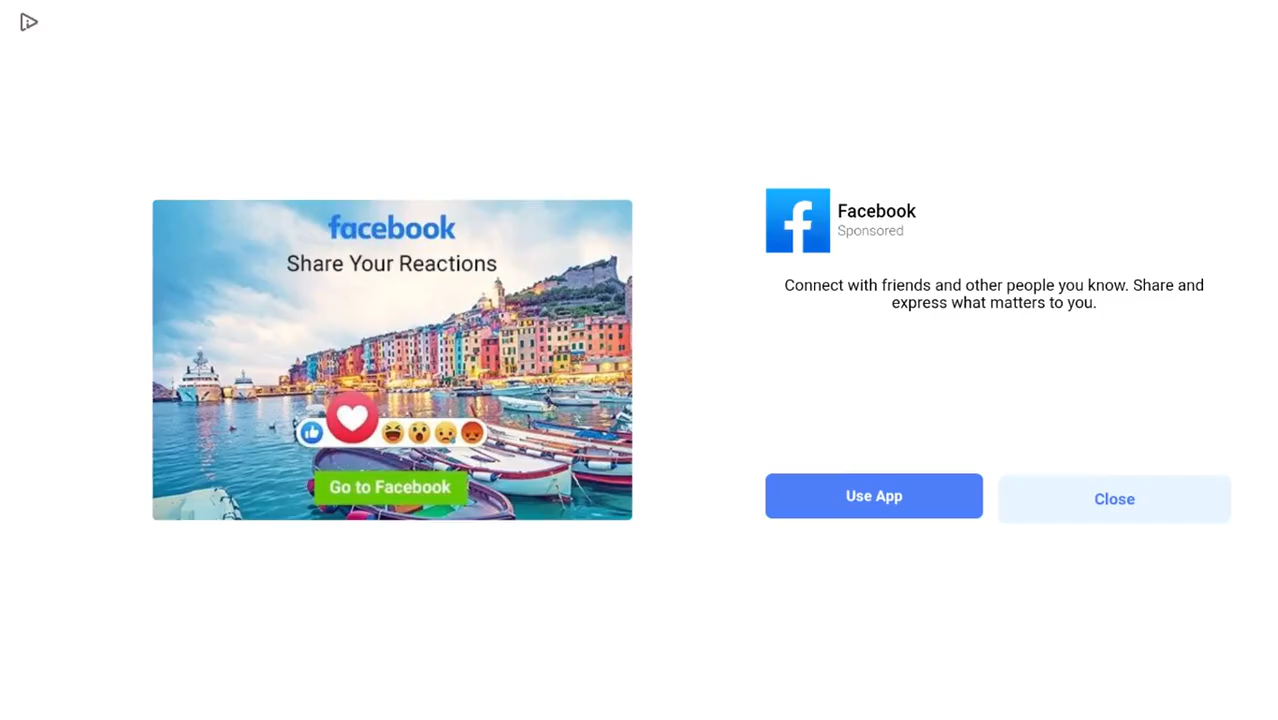 facebook
Share Your Reactions
Go to Facebook
Facebook
Sponsored
Connect with friends and other people you know. Share and
express what matters to you.
Use App
Close